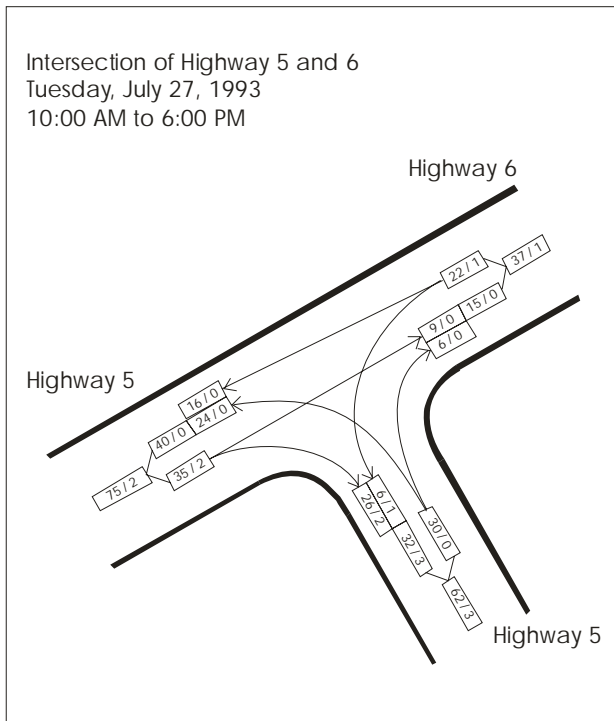 Intersection of Highway 5 and 6
Tuesday, July 27, 1993
10:00 AM to 6:00 PM
Highway 6
37 / 1
22 / 1
15 / 0
9 / 0
6 / 0
Highway 5
16 / 0
24 / 0
40 / 0
35 / 2
75 / 2
6 / 1
26 / 2
30 / 0
32 / 3
62 / 3
Highway 5